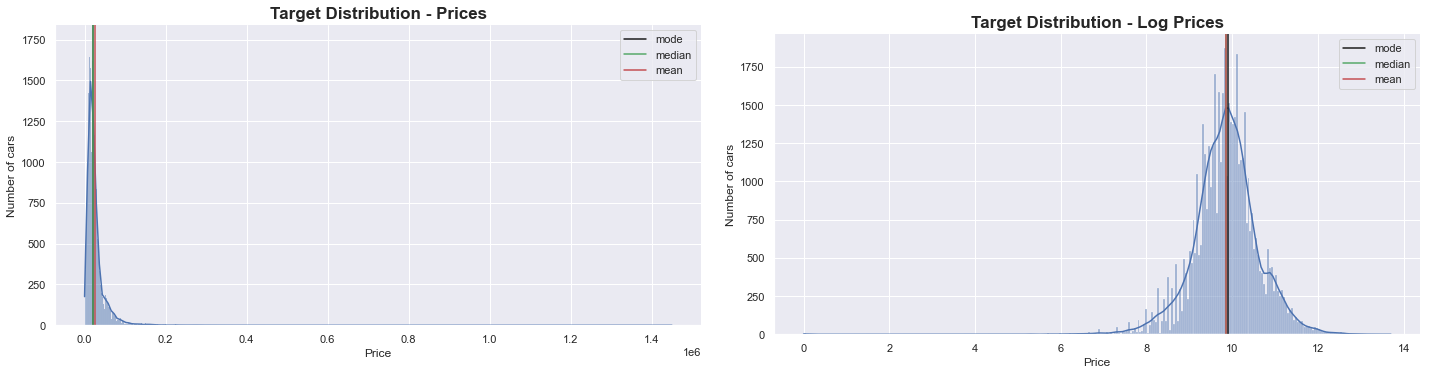 Target Distribution - Prices
1750
1500
1250
1000
750
500
250
0
Number of cars
0.0 0.2 0.4 0.6 0.8 1.0 1.2 1.4
1e6
Price
mode
median
mean
Target Distribution - Log Prices
1750
1500
1250
1000
750
500
250
0
Number of cars
0 2 4 6 8 10 12 14
Price
mode
median
mean